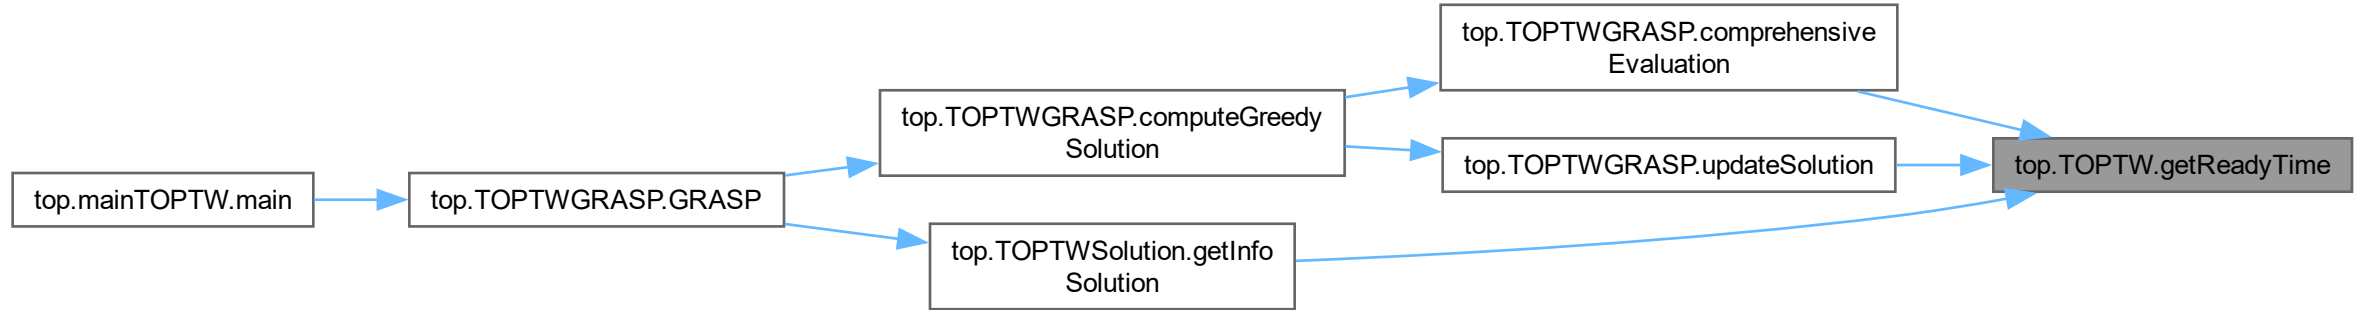 top.mainTOPTW.main
top.TOPTWGRASP.GRASP
top.TOPTWGRASP.computeGreedy
Solution
top.TOPTWSolution.getInfo
Solution
top.TOPTWGRASP.comprehensive
Evaluation
top.TOPTWGRASP.updateSolution
top.TOPTW.getReadyTime